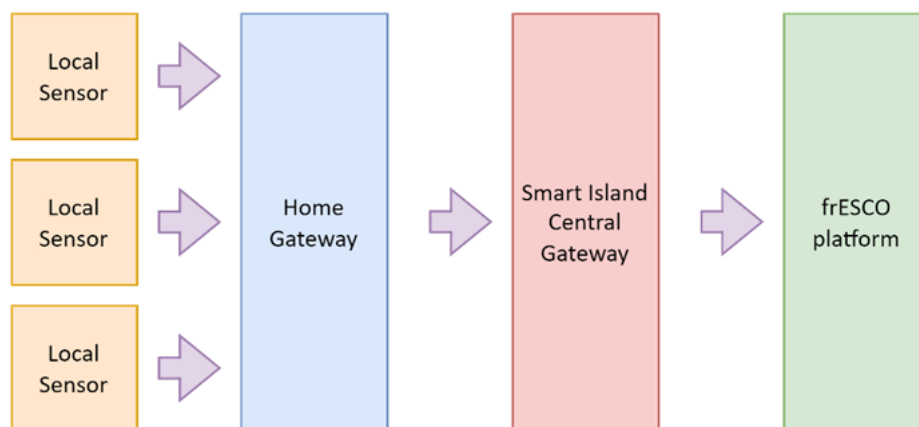 Local
Sensor
Local
Sensor
Local
Sensor
Home
Gateway
Smart Island
Central
Gateway
frESCO
platform